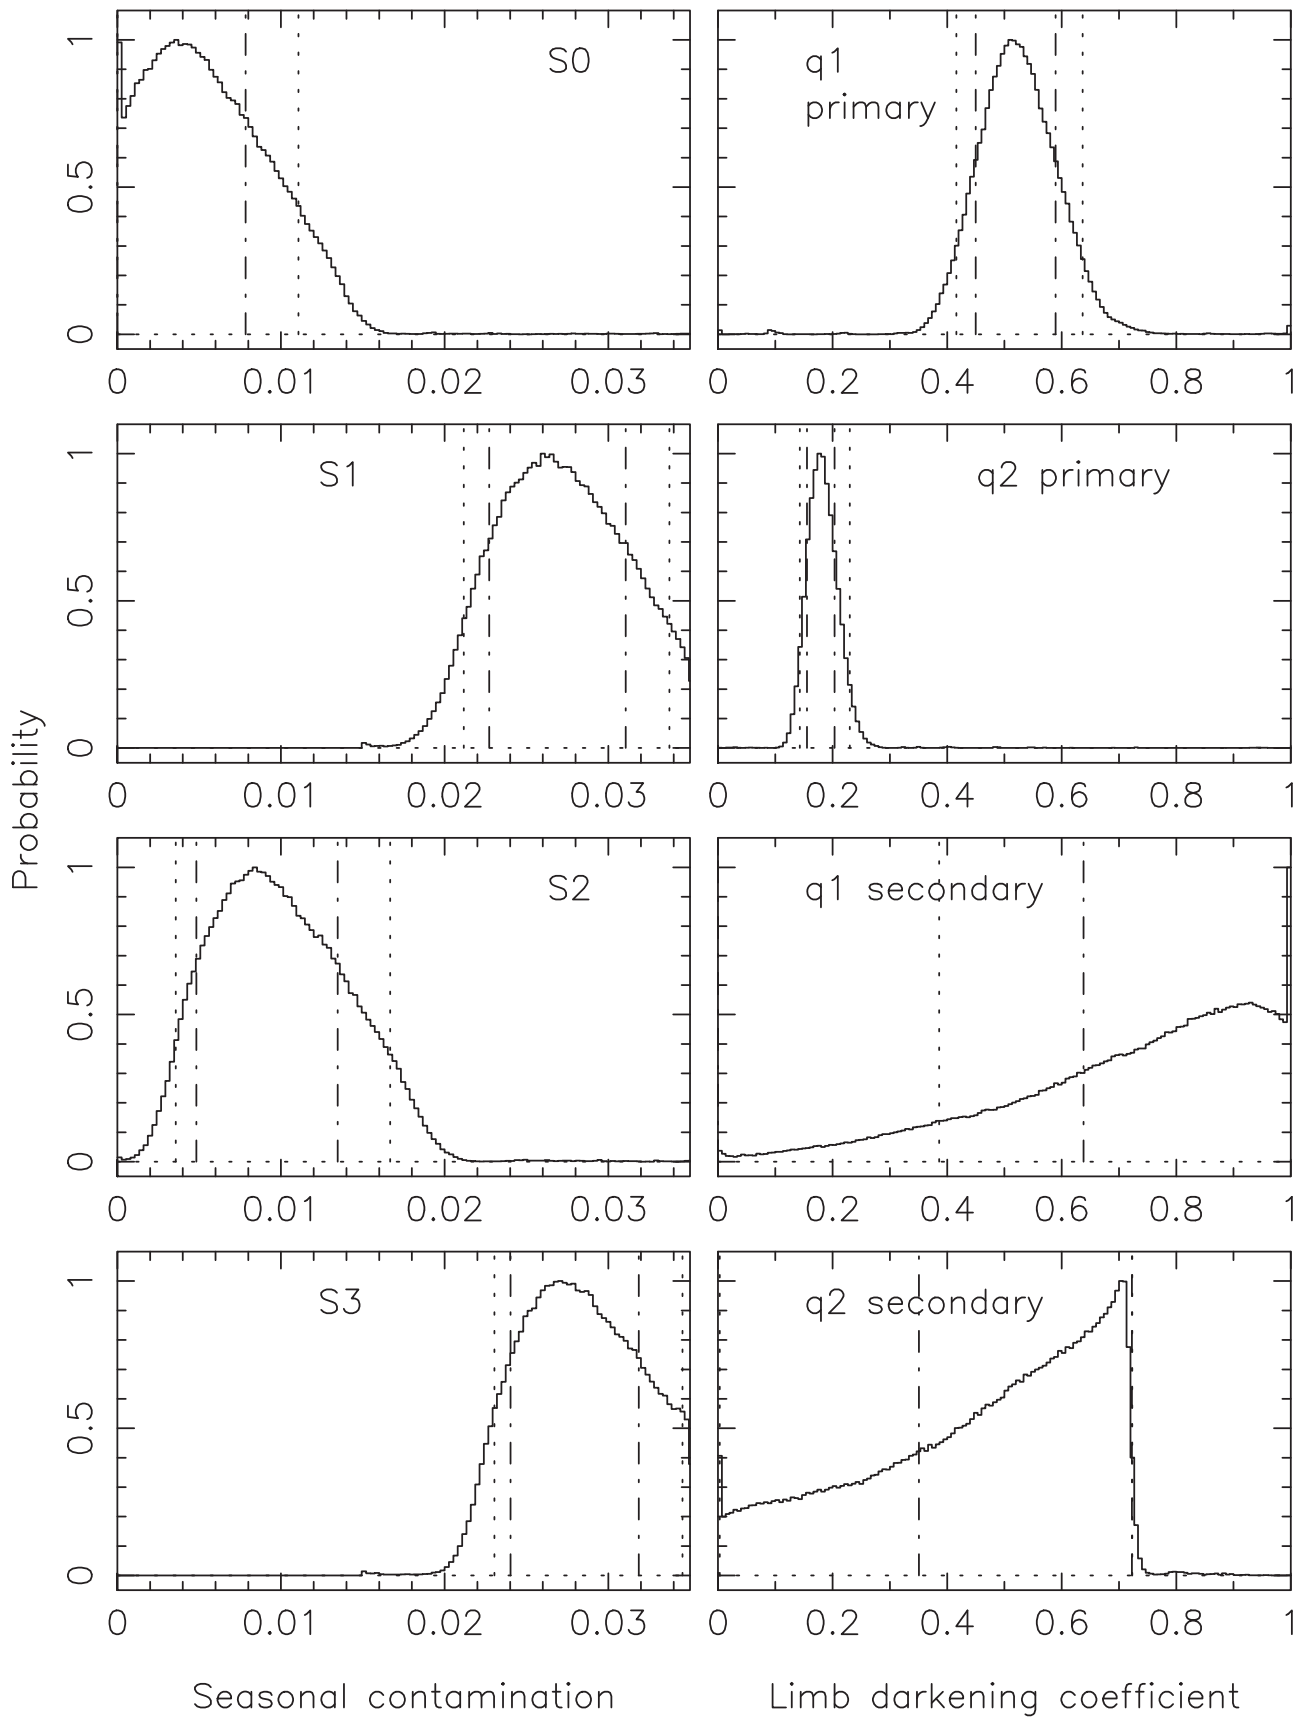 Probability
S0
1
0.5
0
0 0.01 0.02 0.03
q1
primary
0 0.2 0.4 0.6 0.8 1
S1
1
0.5
0
0 0.01 0.02 0.03
q2 primary
0 0.2 0.4 0.6 0.8 1
S2
1
0.5
0
0 0.01 0.02 0.03
q1 secondary
0 0.2 0.4 0.6 0.8 1
S3
1
0.5
0
0 0.01 0.02 0.03
q2 secondary
0 0.2 0.4 0.6 0.8 1
Seasonal contamination
Limb darkening coefficient